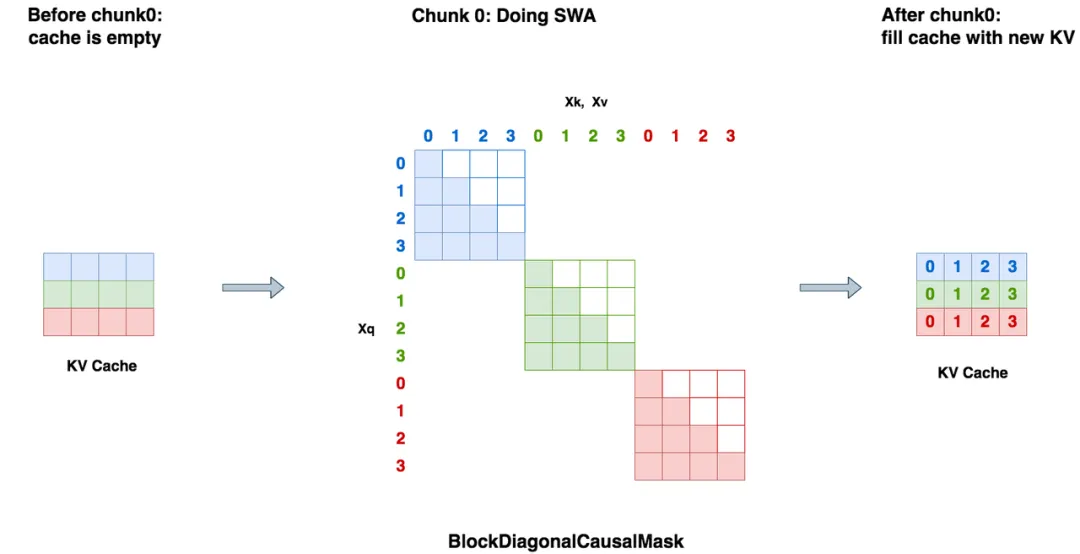 Before chunk0:
cache is empty
Chunk 0: Doing SWA
After chunk0:
fill cache with new KV
Xk, Xv
0 1 2 3 0 1 2 3 0 1 2 3
0
1
2
3
0
1
Xq 2
3
0
1
2
3
KV Cache
0 1 2 3
0 1 2 3
0 1 2 3
KV Cache
BlockDiagonalCausalMask